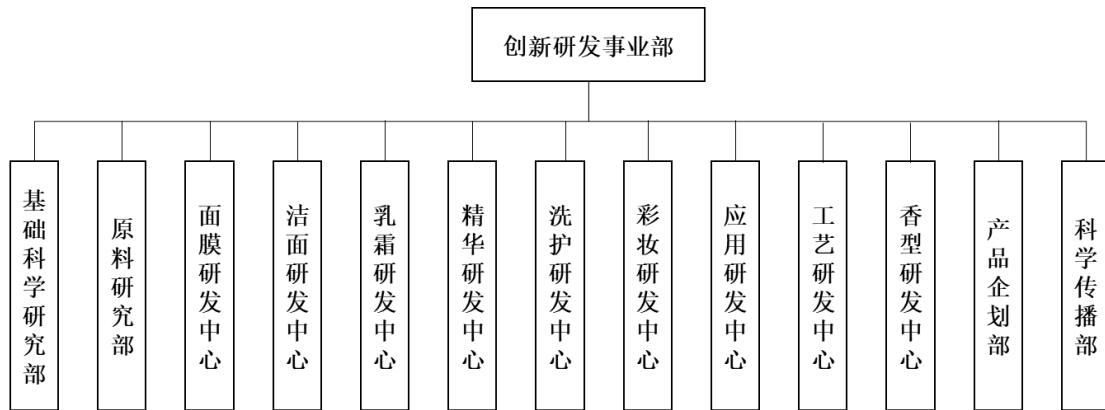 创新研发事业部
基础科学研究部
原料研究部
面膜研发中心
洁面研发中心
乳霜研发中心
精华研发中心
洗护研发中心
彩妆研发中心
应用研发中心
工艺研发中心
香型研发中心
产品企划部
科学传播部